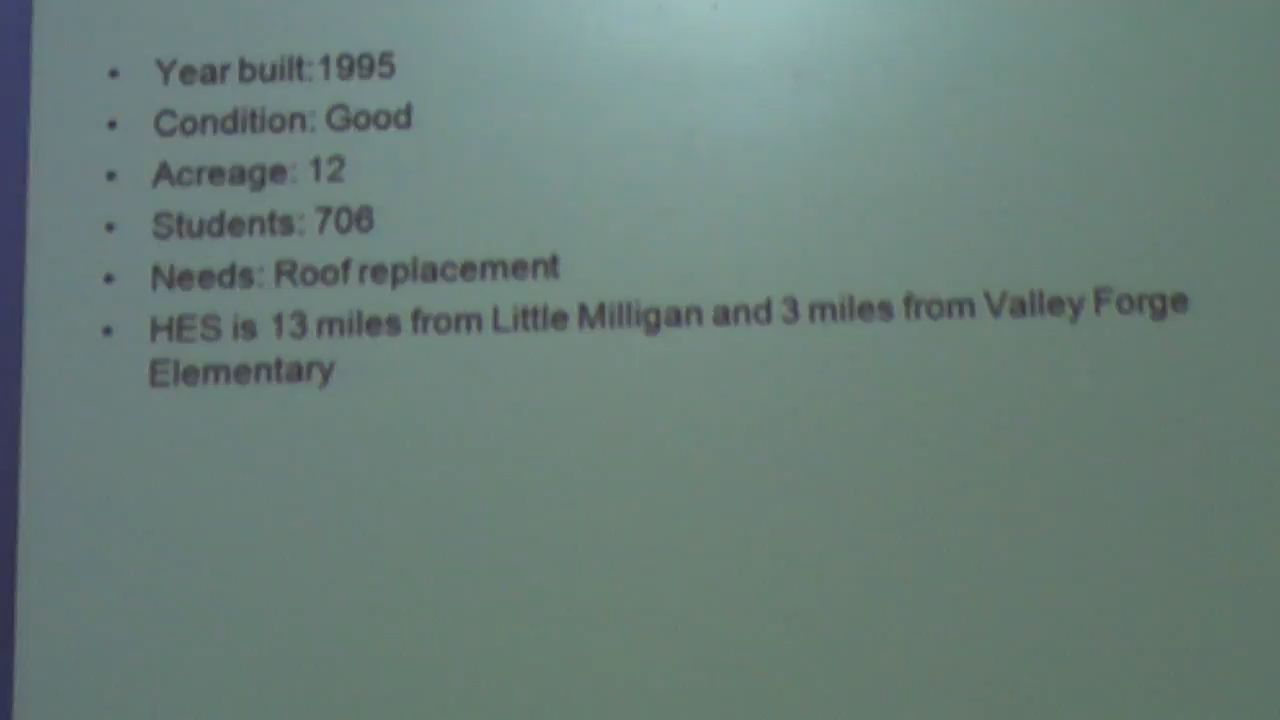 • Year built:1995
• Condition: Good
• Acreage: 12
• Students: 706
• Needs: Roof replacement
• HES is 13 miles from Little Milligan and 3 miles from Valley Forge
Elementary